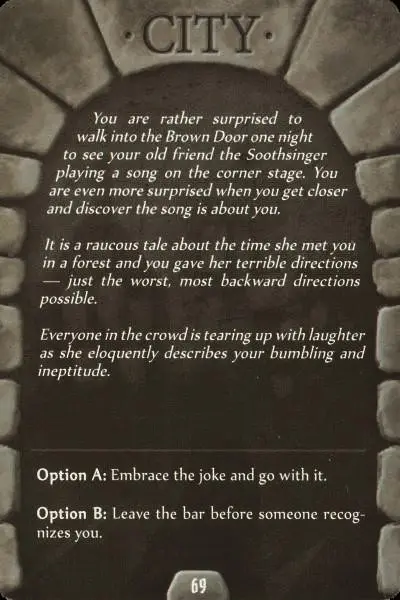 · CITY ·
You are rather surprised to
walk into the Brown Door one night
to see your old friend the Soothsinger
playing a song on the corner stage. You
are even more surprised when you get closer
and discover the song is about you.
It is a raucous tale about the time she met you
in a forest and you gave her terrible directions
— just the worst, most backward directions
possible.
Everyone in the crowd is tearing up with laughter
as she eloquently describes your bumbling and
ineptitude.
Option A: Embrace the joke and go with it.
Option B: Leave the bar before someone recog-
nizes you.
69